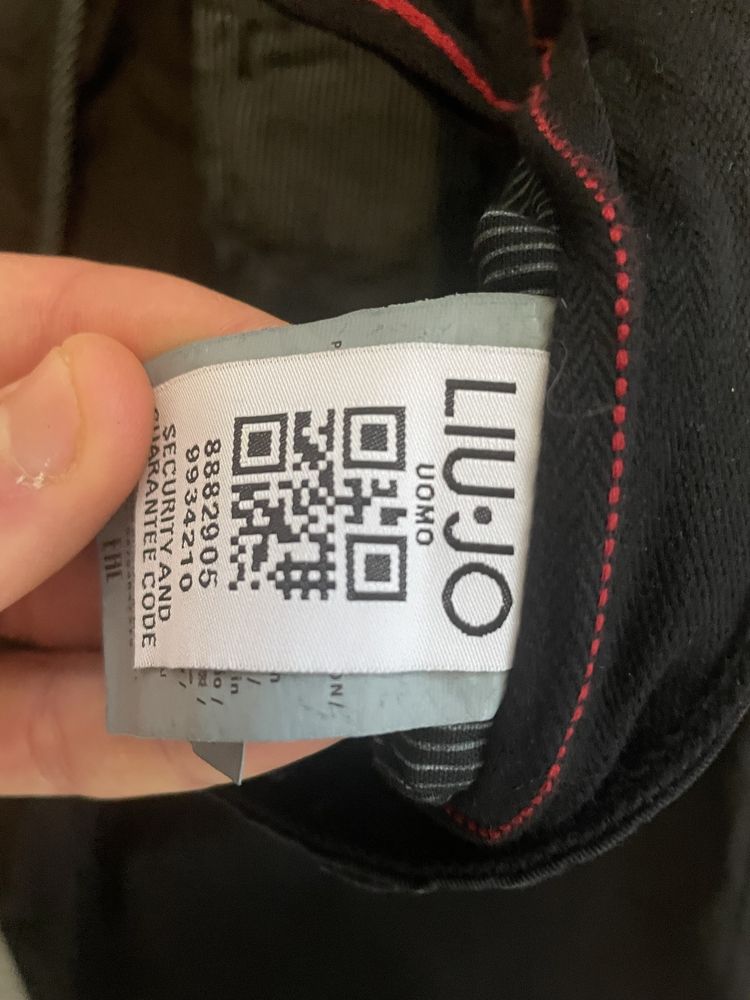 LIU·JO
UOMO
8882905
9934210
SECURITY AND
GUARANTEE CODE